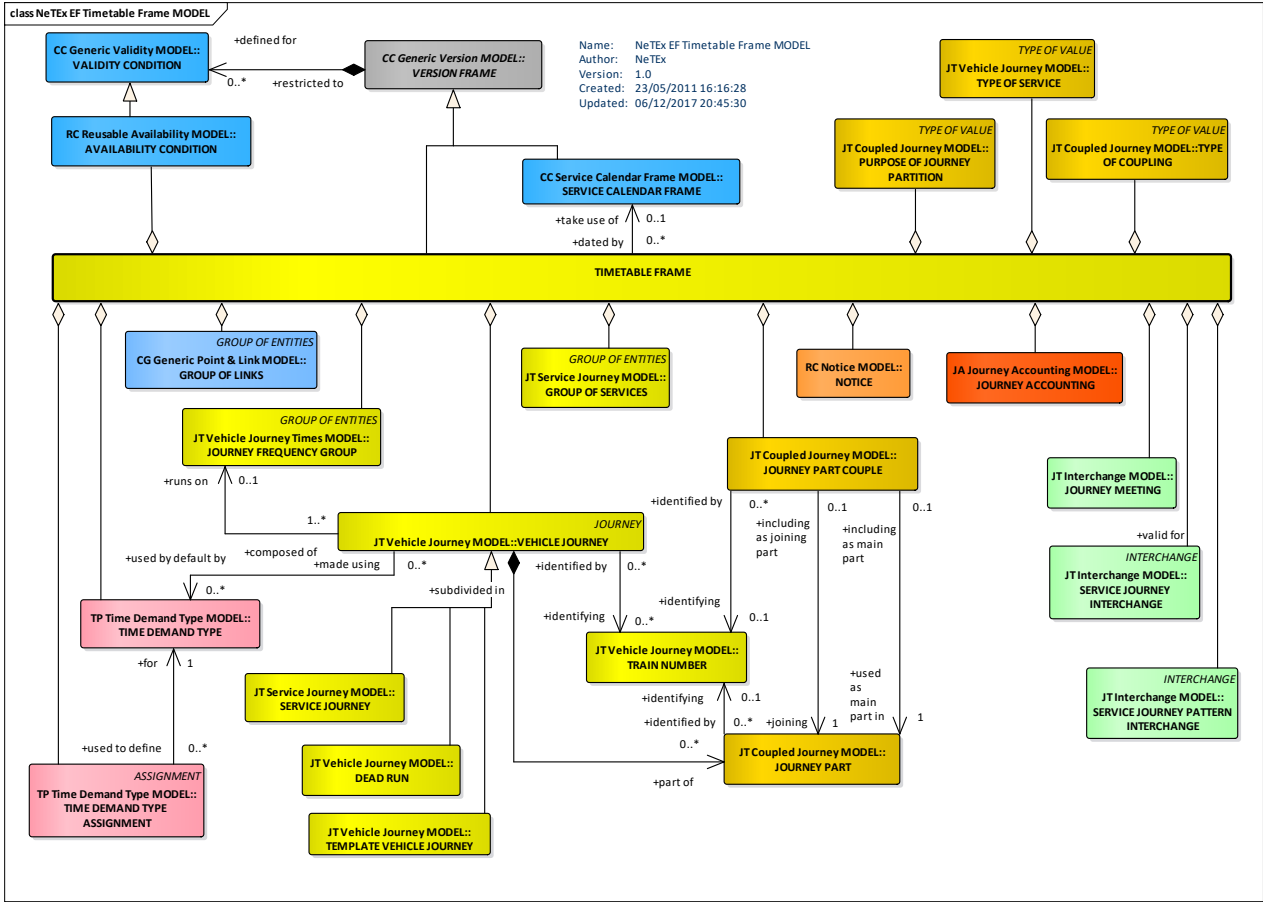 class NeTEx EF Timetable Frame MODEL
CC Generic Validity MODEL::
VALIDITY CONDITION
+defined for
0..*
+restricted to
CC Generic Version MODEL::
VERSION FRAME
Name: NeTEx EF Timetable Frame MODEL
Author: NeTEx
Version: 1.0
Created: 23/05/2011 16:16:28
Updated: 06/12/2017 20:45:30
TYPE OF VALUE
JT Vehicle Journey MODEL::
TYPE OF SERVICE
RC Reusable Availability MODEL::
AVAILABILITY CONDITION
TYPE OF VALUE
JT Coupled Journey MODEL::
PURPOSE OF JOURNEY
PARTITION
TYPE OF VALUE
JT Coupled Journey MODEL::TYPE
OF COUPLING
CC Service Calendar Frame MODEL::
SERVICE CALENDAR FRAME
+take use of
0..1
+dated by
0..*
TIMETABLE FRAME
GROUP OF ENTITIES
CG Generic Point & Link MODEL::
GROUP OF LINKS
GROUP OF ENTITIES
JT Service Journey MODEL::
GROUP OF SERVICES
RC Notice MODEL::
NOTICE
JA Journey Accounting MODEL::
JOURNEY ACCOUNTING
GROUP OF ENTITIES
JT Vehicle Journey Times MODEL::
JOURNEY FREQUENCY GROUP
JT Coupled Journey MODEL::
JOURNEY PART COUPLE
JT Interchange MODEL::
JOURNEY MEETING
+runs on
0..1
1..*
JOURNEY
JT Vehicle Journey MODEL::VEHICLE JOURNEY
+identified by
0..*
+including
as joining
part
0..1
+including
as main
part
0..1
+valid for
+used by default by
+composed of
+made using
0..*
+identified by
0..*
+subdivided in
0..*
INTERCHANGE
JT Interchange MODEL::
SERVICE JOURNEY
INTERCHANGE
TP Time Demand Type MODEL::
TIME DEMAND TYPE
+identifying
0..*
+identifying
0..1
JT Vehicle Journey MODEL::
TRAIN NUMBER
+for
1
JT Service Journey MODEL::
SERVICE JOURNEY
+identifying
0..1
+identified by
0..*
+joining
1
+used
as
main
part in
1
INTERCHANGE
JT Interchange MODEL::
SERVICE JOURNEY PATTERN
INTERCHANGE
+used to define
0..*
JT Vehicle Journey MODEL::
DEAD RUN
0..*
+part of
JT Coupled Journey MODEL::
JOURNEY PART
ASSIGNMENT
TP Time Demand Type MODEL::
TIME DEMAND TYPE
ASSIGNMENT
JT Vehicle Journey MODEL::
TEMPLATE VEHICLE JOURNEY